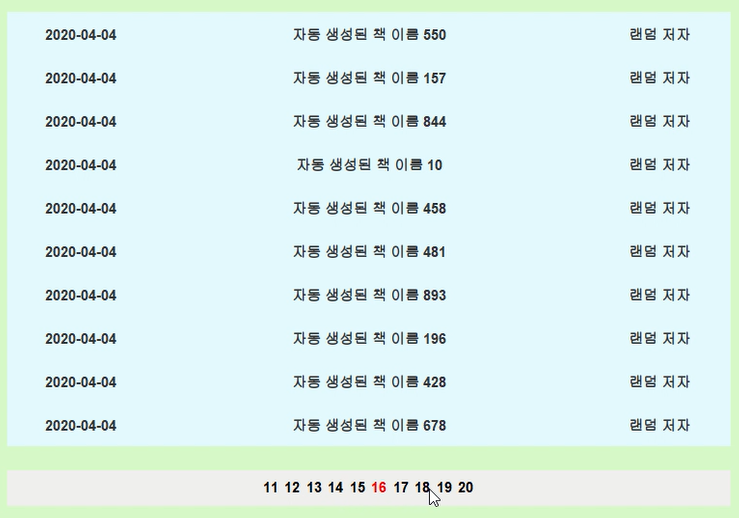 2020-04-04 자동 생성된 책 이름 550 랜덤 저자
2020-04-04 자동 생성된 책 이름 157 랜덤 저자
2020-04-04 자동 생성된 책 이름 844 랜덤 저자
2020-04-04 자동 생성된 책 이름 10 랜덤 저자
2020-04-04 자동 생성된 책 이름 458 랜덤 저자
2020-04-04 자동 생성된 책 이름 481 랜덤 저자
2020-04-04 자동 생성된 책 이름 893 랜덤 저자
2020-04-04 자동 생성된 책 이름 196 랜덤 저자
2020-04-04 자동 생성된 책 이름 428 랜덤 저자
2020-04-04 자동 생성된 책 이름 678 랜덤 저자
11 12 13 14 15 16 17 18 19 20